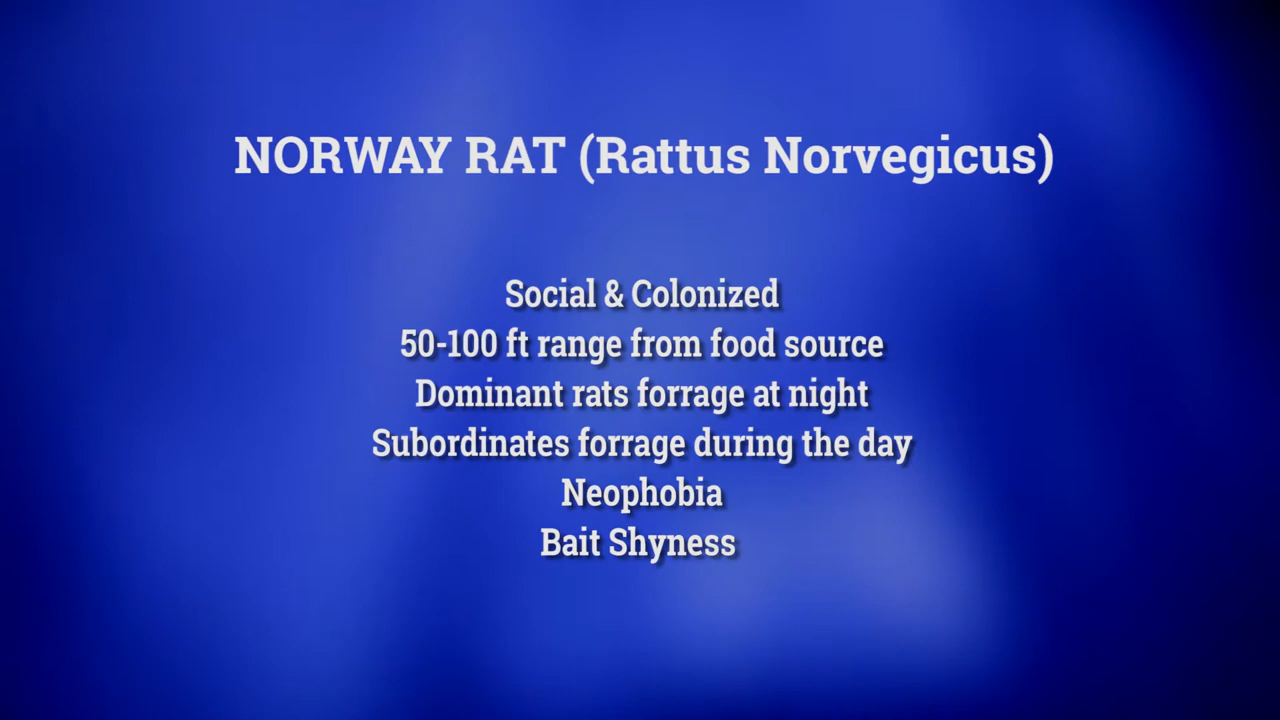 NORWAY RAT (Rattus Norvegicus)
Social & Colonized
50-100 ft range from food source
Dominant rats forrage at night
Subordinates forrage during the day
Neophobia
Bait Shyness